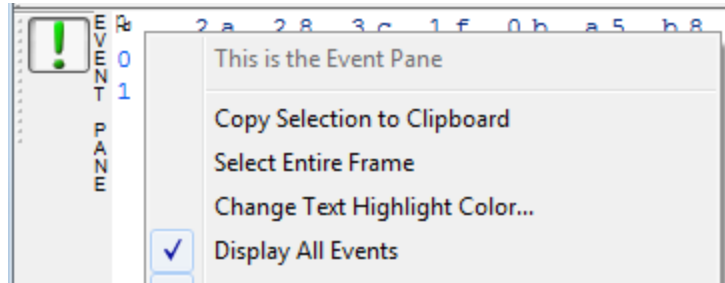 EVENT PANE
2a 28 3c 1f 0b a5 b8
0
1
This is the Event Pane
Copy Selection to Clipboard
Select Entire Frame
Change Text Highlight Color...
Display All Events